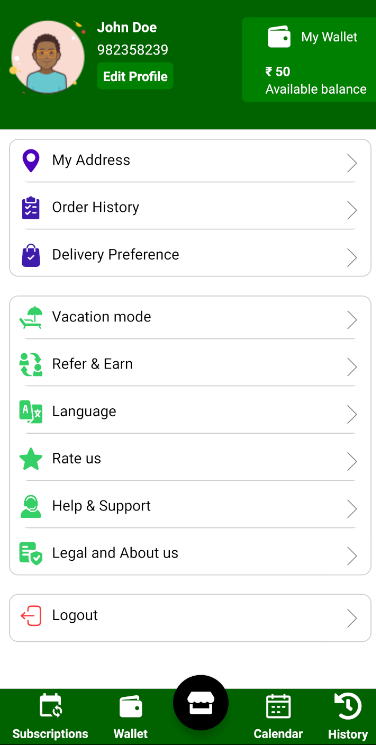 John Doe
982358239
Edit Profile
My Wallet
₹ 50
Available balance
My Address
Order History
Delivery Preference
Vacation mode
Refer & Earn
Language
Rate us
Help & Support
Legal and About us
Logout
Subscriptions
Wallet
Calendar
History